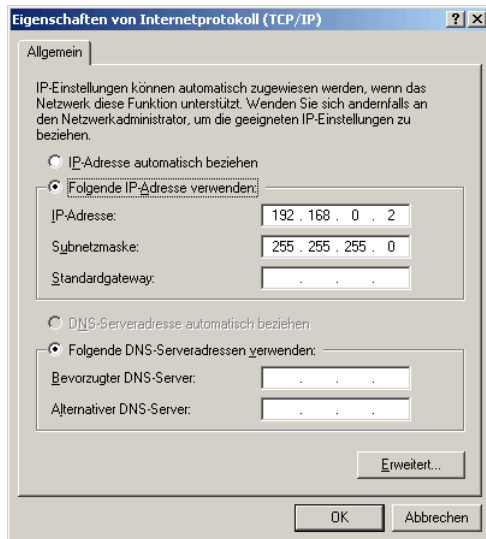 Eigenschaften von Internetprotokoll (TCP/IP)
Allgemein
IP-Einstellungen können automatisch zugewiesen werden, wenn das
Netzwerk diese Funktion unterstützt. Wenden Sie sich andernfalls an
den Netzwerkadministrator, um die geeigneten IP-Einstellungen zu
beziehen.
IP-Adresse automatisch beziehen
Folgende IP-Adresse verwenden:
IP-Adresse: 192 . 168 . 0 . 2
Subnetzmaske: 255 . 255 . 255 . 0
Standardgateway: . . .
DNS-Serveradresse automatisch beziehen
Folgende DNS-Serveradressen verwenden:
Bevorzugter DNS-Server: . . .
Alternativer DNS-Server: . . .
Erweitert...
OK Abbrechen